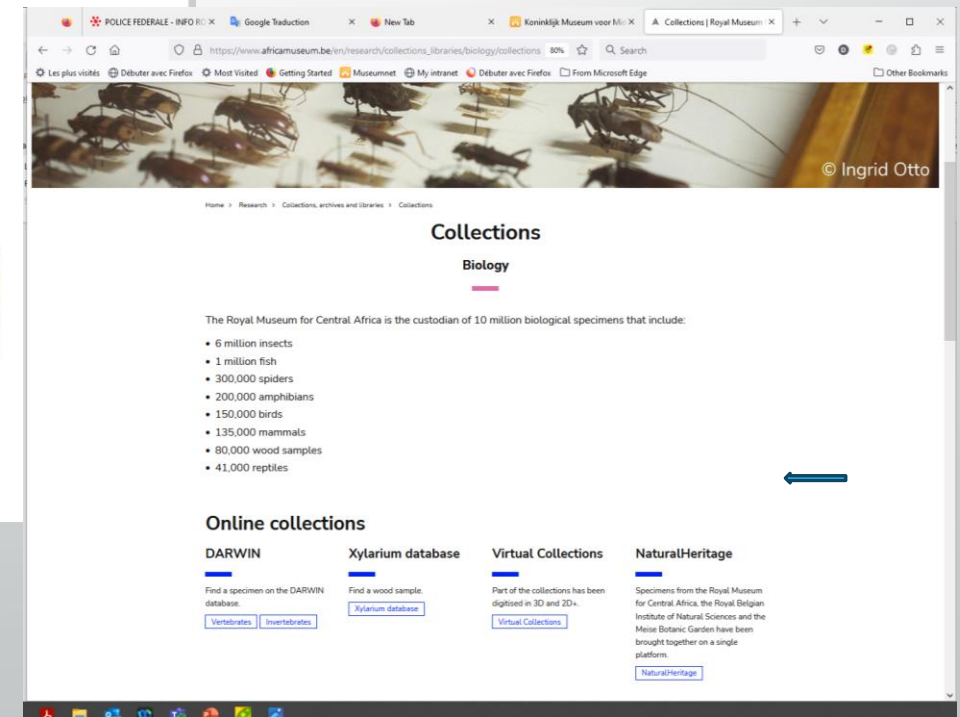 POLICE FEDERALE - INFO RO
Google Traduction
New Tab
Koninklijk Museum voor Mid
Collections | Royal Museum
https://www.africamuseum.be/en/research/collections_libraries/biology/collections
80%
Search
Les plus visités
Débuter avec Firefox
Most Visited
Getting Started
Museumnet
My intranet
Débuter avec Firefox
From Microsoft Edge
Other Bookmarks
© Ingrid Otto
Home > Research > Collections, archives and libraries > Collections
Collections
Biology
The Royal Museum for Central Africa is the custodian of 10 million biological specimens that include:
• 6 million insects
• 1 million fish
• 300,000 spiders
• 200,000 amphibians
• 150,000 birds
• 135,000 mammals
• 80,000 wood samples
• 41,000 reptiles
Online collections
DARWIN
Find a specimen on the DARWIN
database.
Vertebrates
Invertebrates
Xylarium database
Find a wood sample.
Xylarium database
Virtual Collections
Part of the collections has been
digitised in 3D and 2D+.
Virtual Collections
NaturalHeritage
Specimens from the Royal Museum
for Central Africa, the Royal Belgian
Institute of Natural Sciences and the
Meise Botanic Garden have been
brought together on a single
platform.
NaturalHeritage